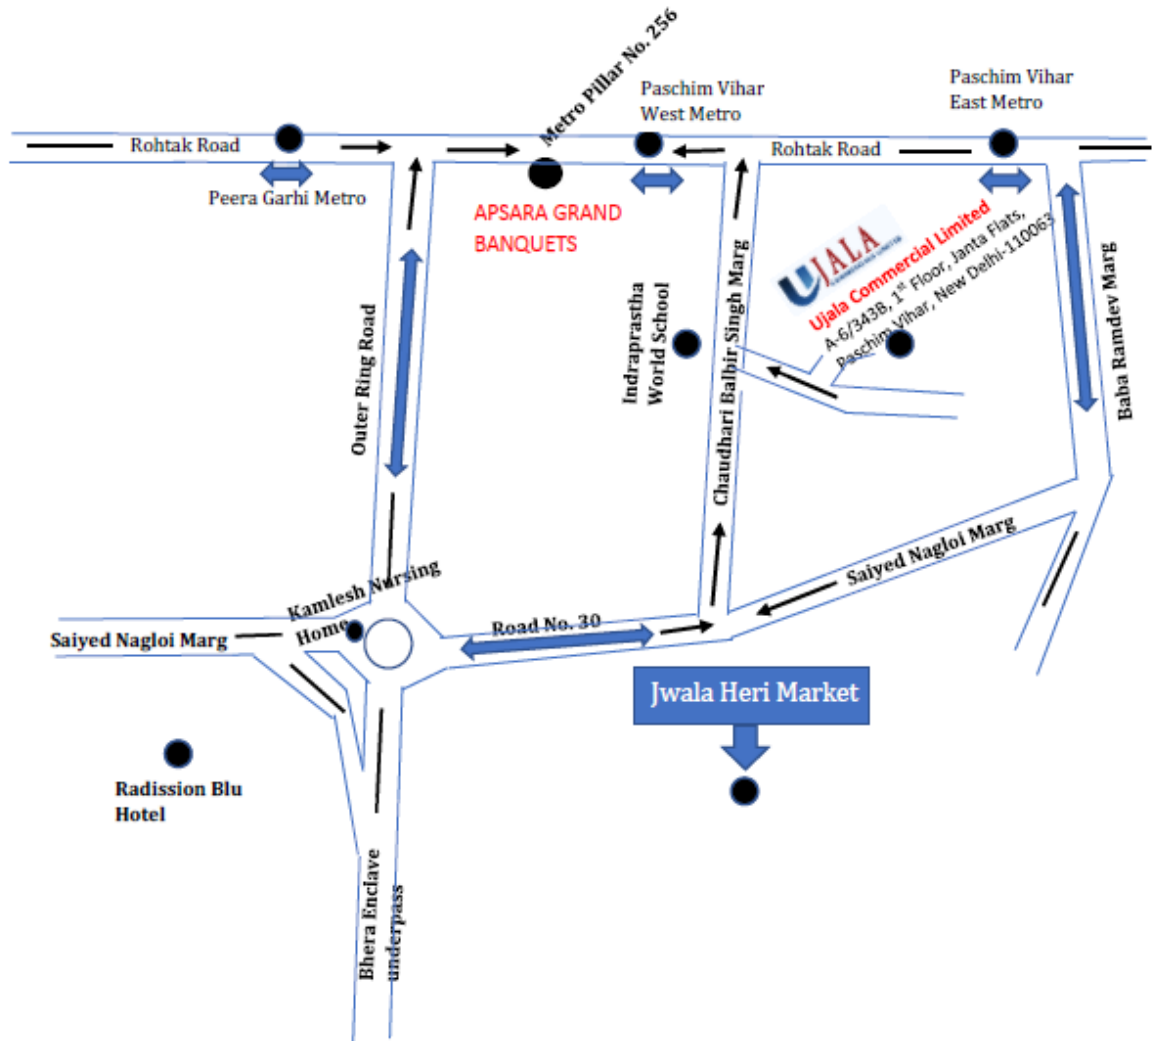 Metro Pillar No. 256
Paschim Vihar
West Metro
Paschim Vihar
East Metro
Rohtak Road
Rohtak Road
Peera Garhi Metro
APSARA GRAND
BANQUETS
UJALA
COMMERCIAL LIMITED
Ujala Commercial Limited
A-6/343B, 1st Floor, Janta Flats,
Paschim Vihar, New Delhi-110063
Outer Ring Road
Indraprastha
World School
Chaudhari Balbir Singh Marg
Baba Ramdev Marg
Saiyed Nagloi Marg
Kamlesh Nursing
Home
Saiyed Nagloi Marg
Road No. 30
Jwala Heri Market
Radission Blu
Hotel
Bhera Enclave
underpass